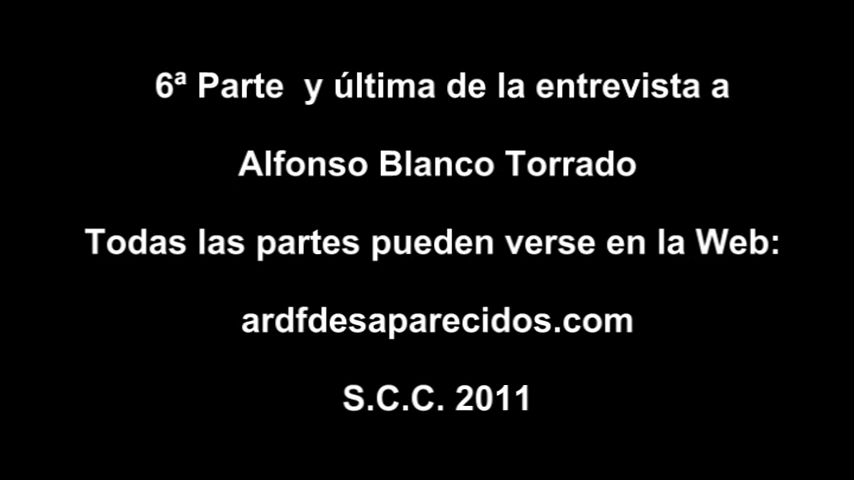 6ª Parte y última de la entrevista a
Alfonso Blanco Torrado
Todas las partes pueden verse en la Web:
ardfdesaparecidos.com
S.C.C. 2011